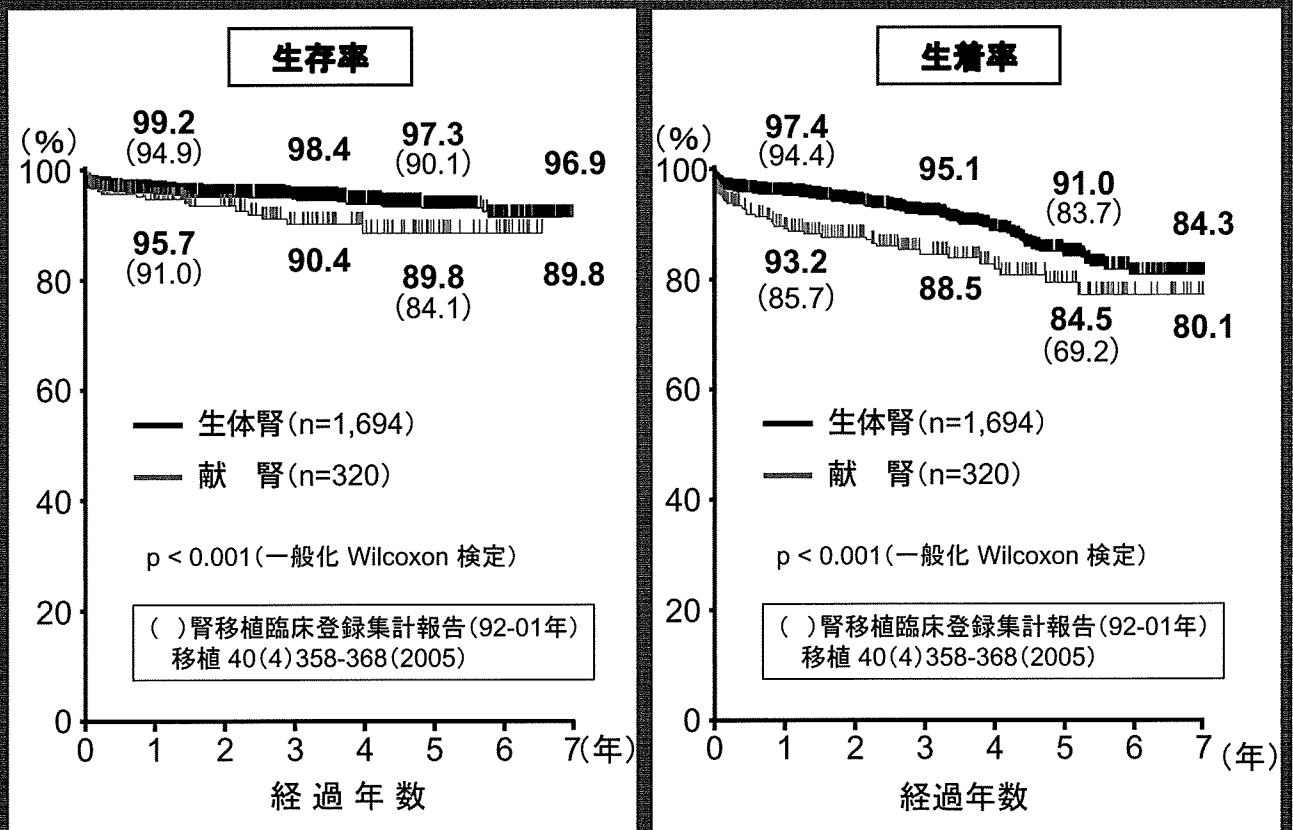 生存率
(%)
99.2
(94.9)
98.4
97.3
(90.1)
96.9
95.7
(91.0)
90.4
89.8
(84.1)
89.8
100
80
60
40
20
0
生体腎(n=1,694)
献　腎(n=320)
p < 0.001(一般化 Wilcoxon 検定)
(　)腎移植臨床登録集計報告(92-01年)
移植 40(4)358-368(2005)
0 1 2 3 4 5 6 7(年)
経 過 年 数
生着率
(%)
97.4
(94.4)
95.1
91.0
(83.7)
84.3
93.2
(85.7)
88.5
84.5
(69.2)
80.1
100
80
60
40
20
0
生体腎(n=1,694)
献　腎(n=320)
p < 0.001(一般化 Wilcoxon 検定)
(　)腎移植臨床登録集計報告(92-01年)
移植 40(4)358-368(2005)
0 1 2 3 4 5 6 7(年)
経過年数